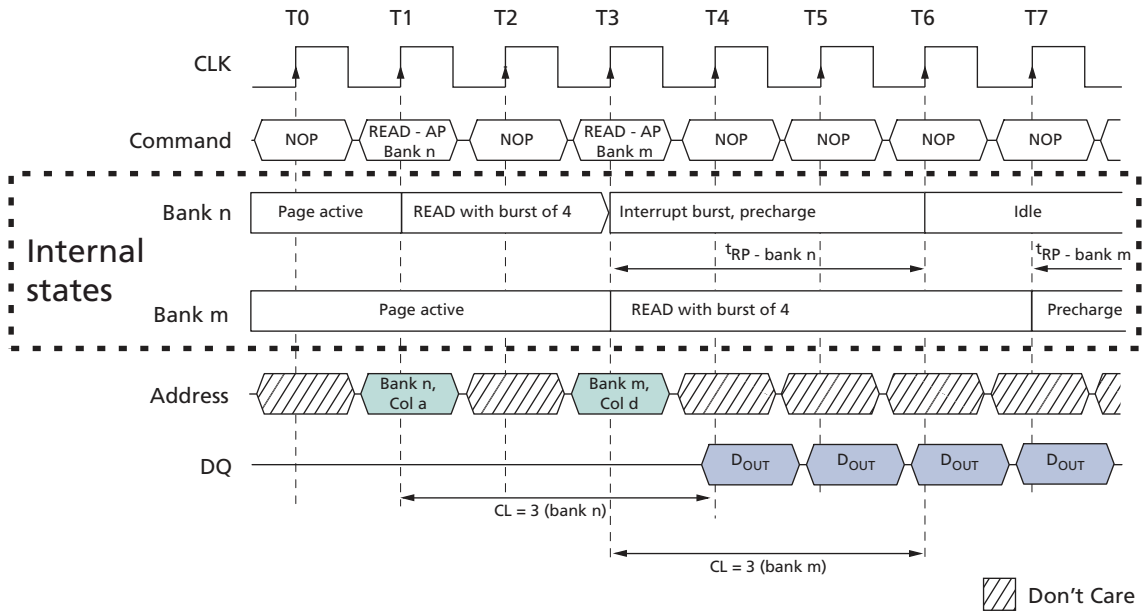 T0 T1 T2 T3 T4 T5 T6 T7
CLK
Command NOP READ - AP Bank n NOP READ - AP Bank m NOP NOP NOP NOP
Bank n Page active READ with burst of 4 Interrupt burst, precharge Idle
Internal states
tRP - bank n tRP - bank m
Bank m Page active READ with burst of 4 Precharge
Address Bank n, Col a Bank m, Col d
DQ DOUT DOUT DOUT DOUT
CL = 3 (bank n)
CL = 3 (bank m)
Don't Care